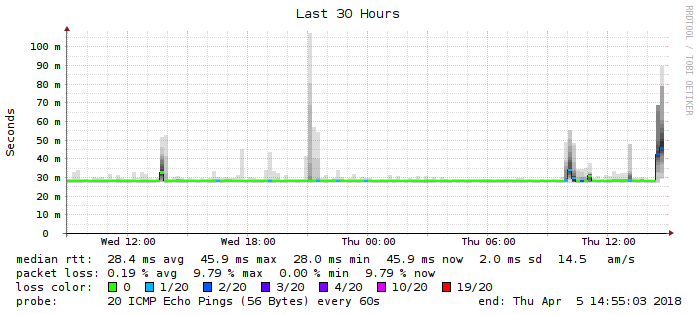 Last 30 Hours
RRDTOOL / TOBI OETIKER
Seconds
100 m
90 m
80 m
70 m
60 m
50 m
40 m
30 m
20 m
10 m
0
Wed 12:00 Wed 18:00 Thu 00:00 Thu 06:00 Thu 12:00
median rtt: 28.4 ms avg 45.9 ms max 28.0 ms min 45.9 ms now 2.0 ms sd 14.5 am/s
packet loss: 0.19 % avg 9.79 % max 0.00 % min 9.79 % now
loss color: 0 1/20 2/20 3/20 4/20 10/20 19/20
probe: 20 ICMP Echo Pings (56 Bytes) every 60s end: Thu Apr 5 14:55:03 2018